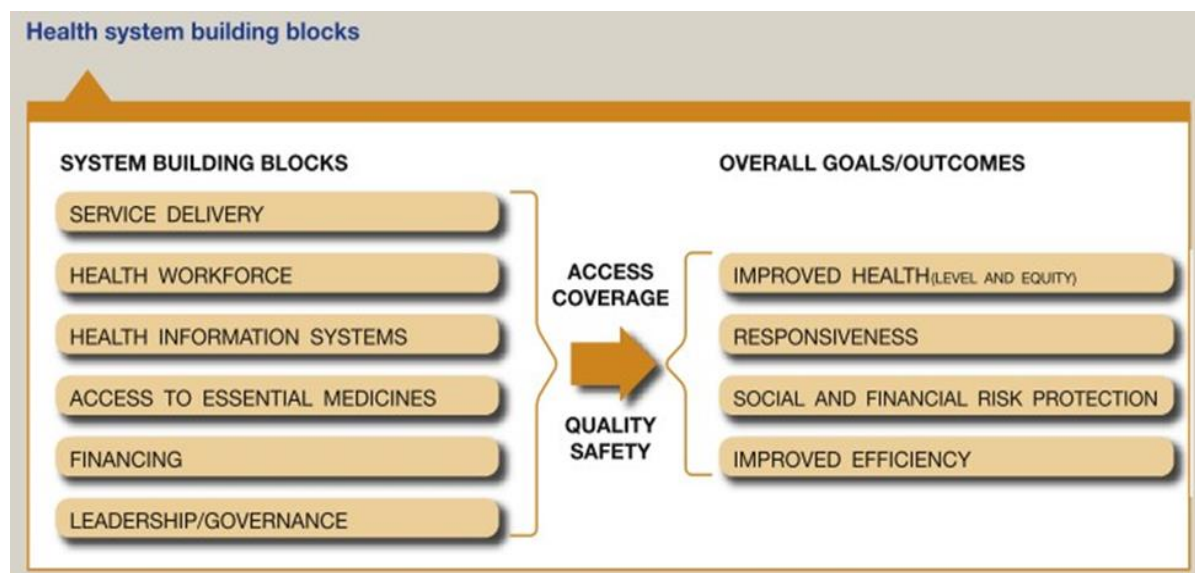 Health system building blocks
SYSTEM BUILDING BLOCKS
SERVICE DELIVERY
HEALTH WORKFORCE
HEALTH INFORMATION SYSTEMS
ACCESS TO ESSENTIAL MEDICINES
FINANCING
LEADERSHIP/GOVERNANCE
ACCESS
COVERAGE
QUALITY
SAFETY
OVERALL GOALS/OUTCOMES
IMPROVED HEALTH(LEVEL AND EQUITY)
RESPONSIVENESS
SOCIAL AND FINANCIAL RISK PROTECTION
IMPROVED EFFICIENCY